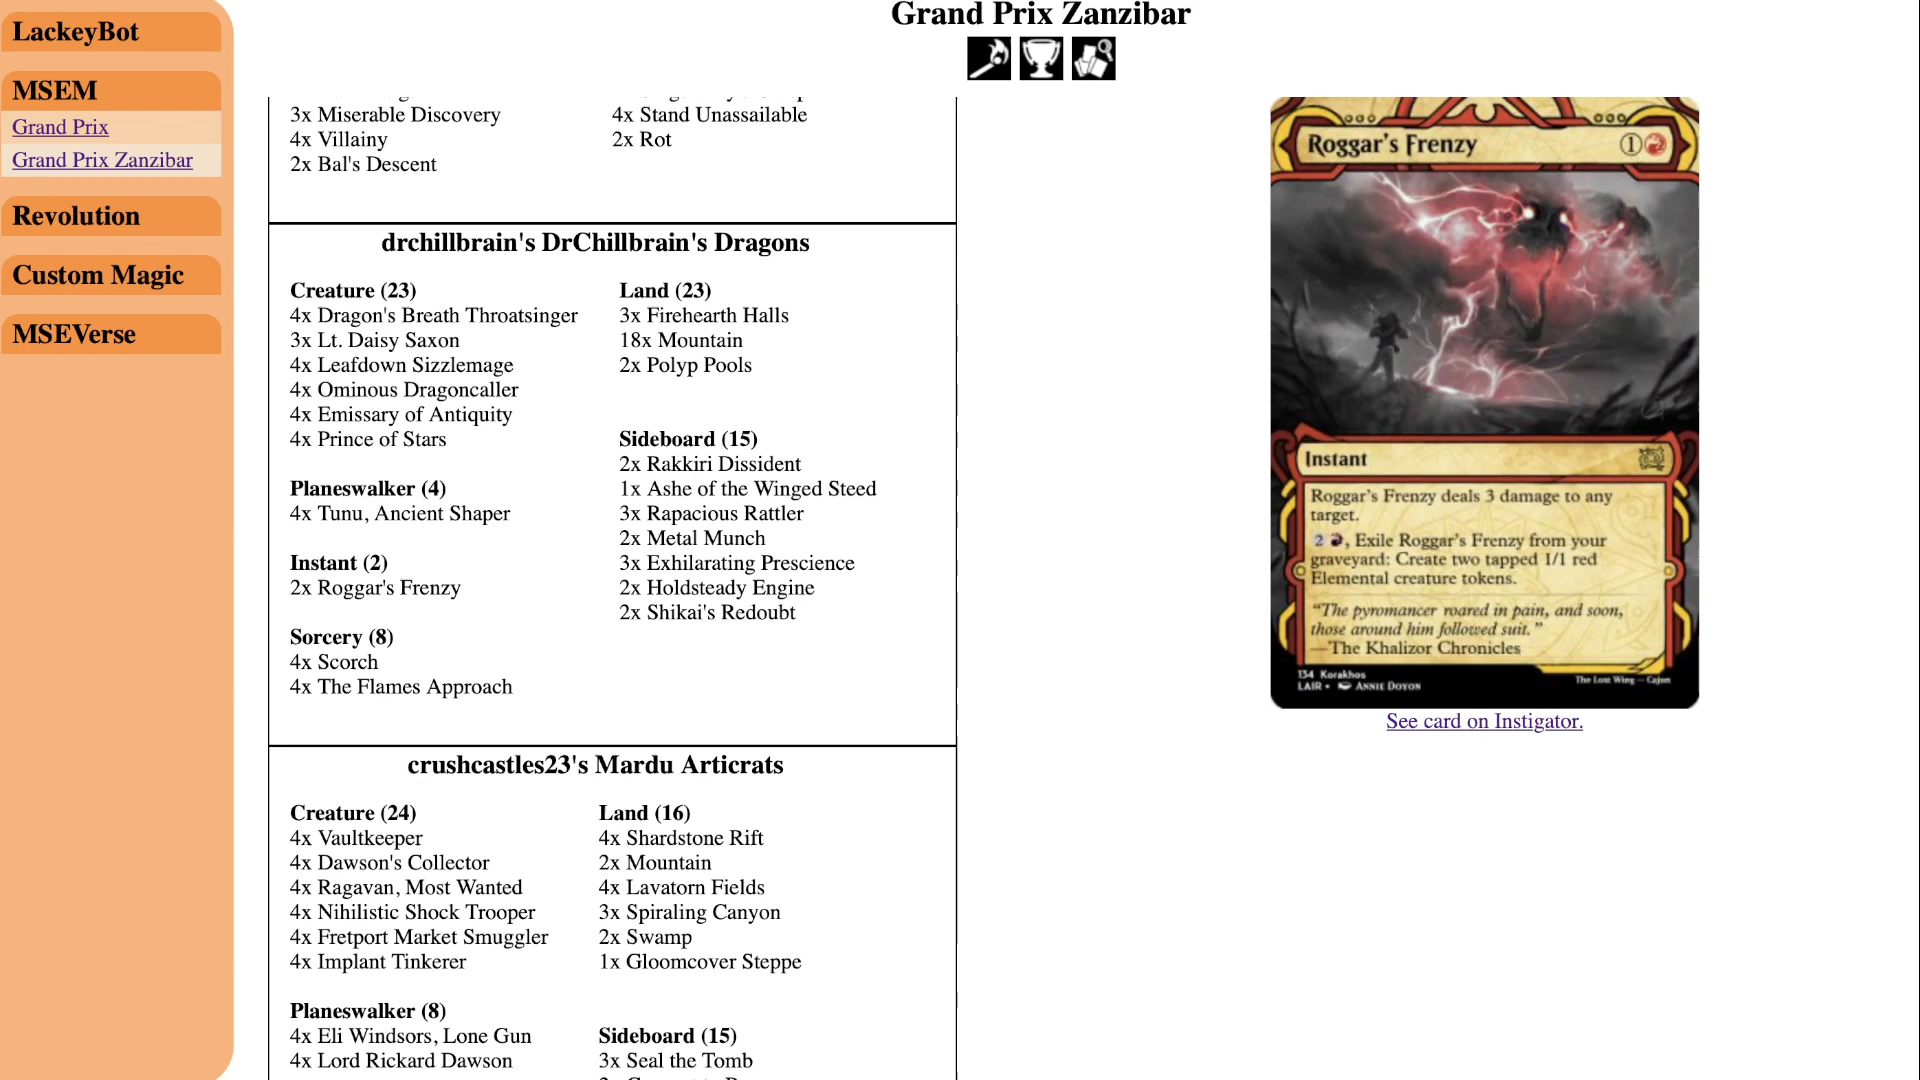 Grand Prix Zanzibar
LackeyBot
MSEM
Grand Prix
Grand Prix Zanzibar
Revolution
Custom Magic
MSEVerse
3x Miserable Discovery
4x Villainy
2x Bal's Descent
4x Stand Unassailable
2x Rot
drchillbrain's DrChillbrain's Dragons
Creature (23)
4x Dragon's Breath Throatsinger
3x Lt. Daisy Saxon
4x Leafdown Sizzlemage
4x Ominous Dragoncaller
4x Emissary of Antiquity
4x Prince of Stars
Planeswalker (4)
4x Tunu, Ancient Shaper
Instant (2)
2x Roggar's Frenzy
Sorcery (8)
4x Scorch
4x The Flames Approach
Land (23)
3x Firehearth Halls
18x Mountain
2x Polyp Pools
Sideboard (15)
2x Rakkiri Dissident
1x Ashe of the Winged Steed
3x Rapacious Rattler
2x Metal Munch
3x Exhilarating Prescience
2x Holdsteady Engine
2x Shikai's Redoubt
crushcastles23's Mardu Articrats
Creature (24)
4x Vaultkeeper
4x Dawson's Collector
4x Ragavan, Most Wanted
4x Nihilistic Shock Trooper
4x Fretport Market Smuggler
4x Implant Tinkerer
Planeswalker (8)
4x Eli Windsors, Lone Gun
4x Lord Rickard Dawson
Land (16)
4x Shardstone Rift
2x Mountain
4x Lavatorn Fields
3x Spiraling Canyon
2x Swamp
1x Gloomcover Steppe
Sideboard (15)
3x Seal the Tomb
Roggar's Frenzy 1
Instant
Roggar's Frenzy deals 3 damage to any
target.
2 , Exile Roggar's Frenzy from your
graveyard: Create two tapped 1/1 red
Elemental creature tokens.
“The pyromancer roared in pain, and soon,
those around him followed suit.”
—The Khalizor Chronicles
134 Korakhos
LAIR • Annie Doyon
The Lost Wing — Cajun
See card on Instigator.